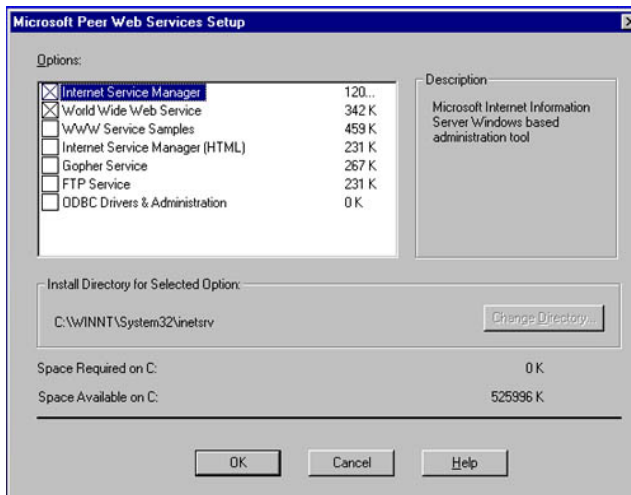 Microsoft Peer Web Services Setup
Options:
Internet Service Manager 120...
World Wide Web Service 342 K
WWW Service Samples 459 K
Internet Service Manager (HTML) 231 K
Gopher Service 267 K
FTP Service 231 K
ODBC Drivers & Administration 0 K
Description
Microsoft Internet Information
Server Windows based
administration tool
Install Directory for Selected Option:
C:\WINNT\System32\inetsrv
Change Directory...
Space Required on C: 0 K
Space Available on C: 525996 K
OK Cancel Help